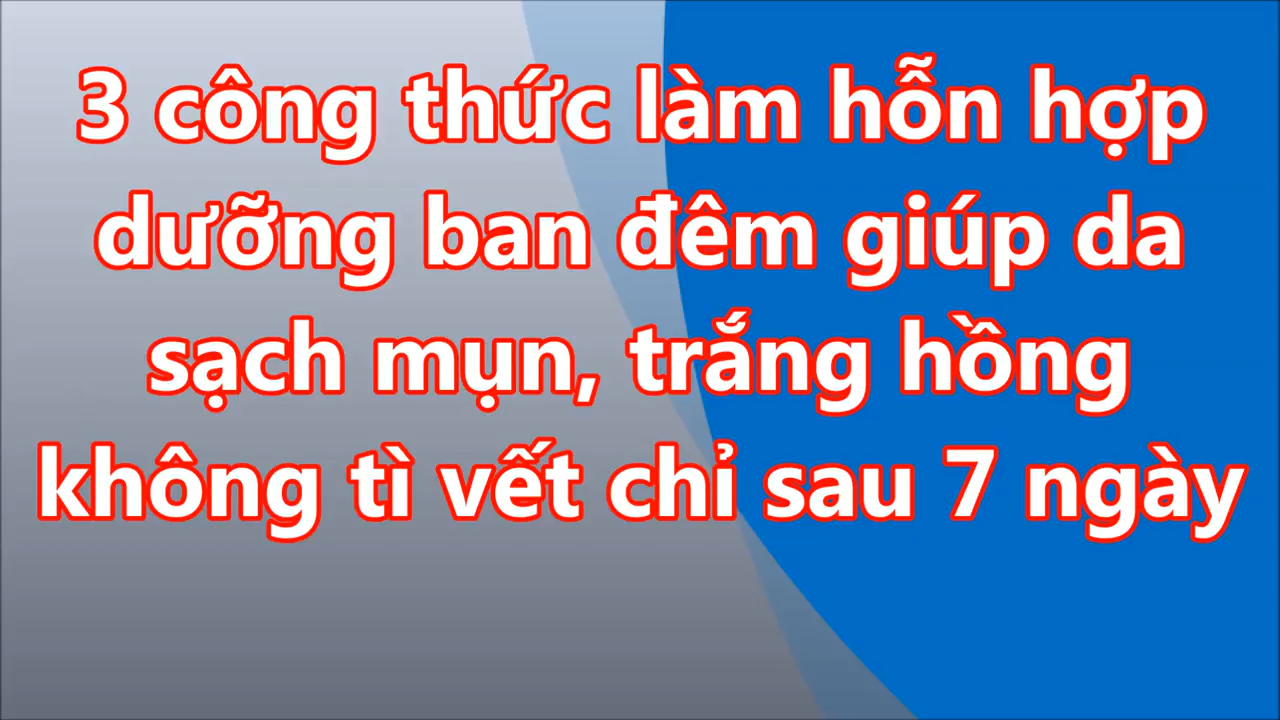 3 công thức làm hỗn hợp
dưỡng ban đêm giúp da
sạch mụn, trắng hồng
không tì vết chỉ sau 7 ngày